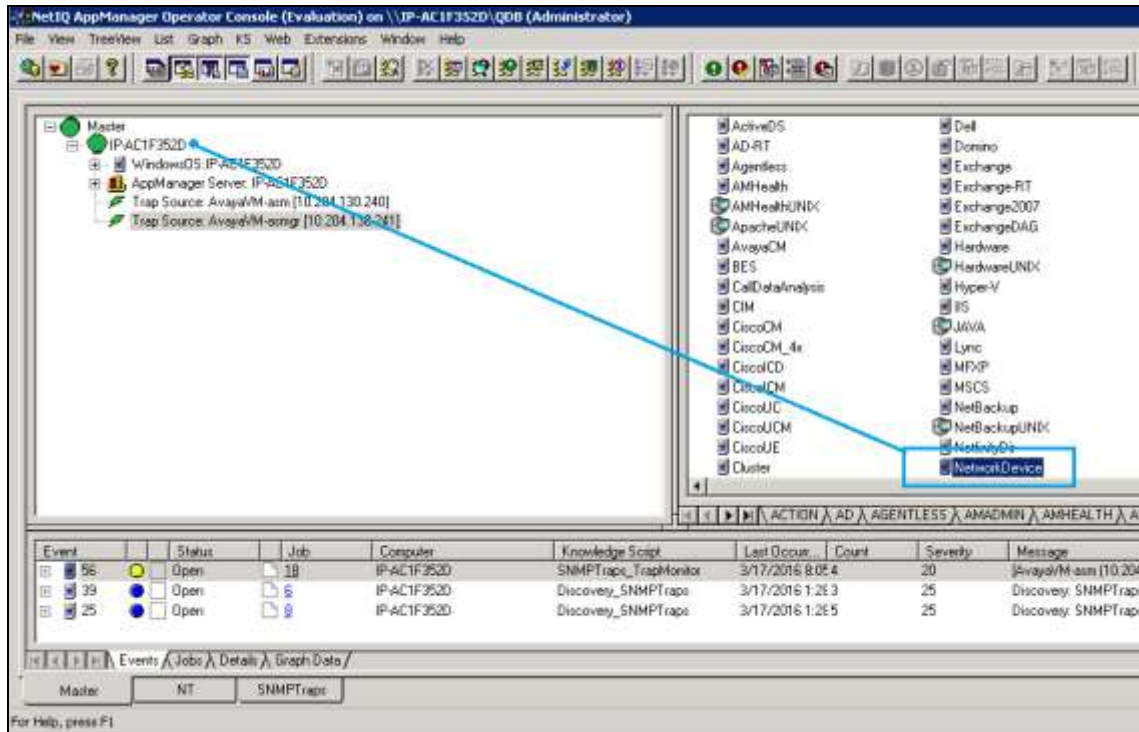 NetIQ AppManager Operator Console (Evaluation) on \\IP-AC1F352D\QDB (Administrator)
File View TreeView List Graph KS Web Extensions Window Help
Master
IP-AC1F352D
WindowsOS: IP-AC1F352D
AppManager Server: IP-AC1F352D
Trap Source: AvayaVM-asm [10.204.130.240]
Trap Source: AvayaVM-asmgr [10.204.138-241]
ActiveDS
AD-RT
Agentless
AMHealth
AMHealthUNIX
ApacheUNIX
AvayaCM
BES
CallDataAnalysis
CIM
CiscoCM
CiscoCM_4x
CiscoICD
CiscoICM
CiscoUC
CiscoUCM
CiscoUE
Cluster
Dell
Domino
Exchange
Exchange-RT
Exchange2007
ExchangeDAG
Hardware
HardwareUNIX
Hyper-V
IIS
JAVA
Lync
MFXP
MSCS
NetBackup
NetBackupUNIX
NetfinityDir
NetworkDevice
ACTION AD AGENTLESS AMADMIN AMHEALTH A
Event Status Job Computer Knowledge Script Last Occurr... Count Severity Message
56 Open 18 IP-AC1F352D SNMPTraps_TrapMonitor 3/17/2016 8:05 4 20 [AvayaVM-asm (10.204
39 Open 6 IP-AC1F352D Discovery_SNMPTraps 3/17/2016 1:26 3 25 Discovery: SNMPTrap
25 Open 8 IP-AC1F352D Discovery_SNMPTraps 3/17/2016 1:26 5 25 Discovery: SNMPTrap
Events Jobs Details Graph Data
Master NT SNMPTraps
For Help, press F1